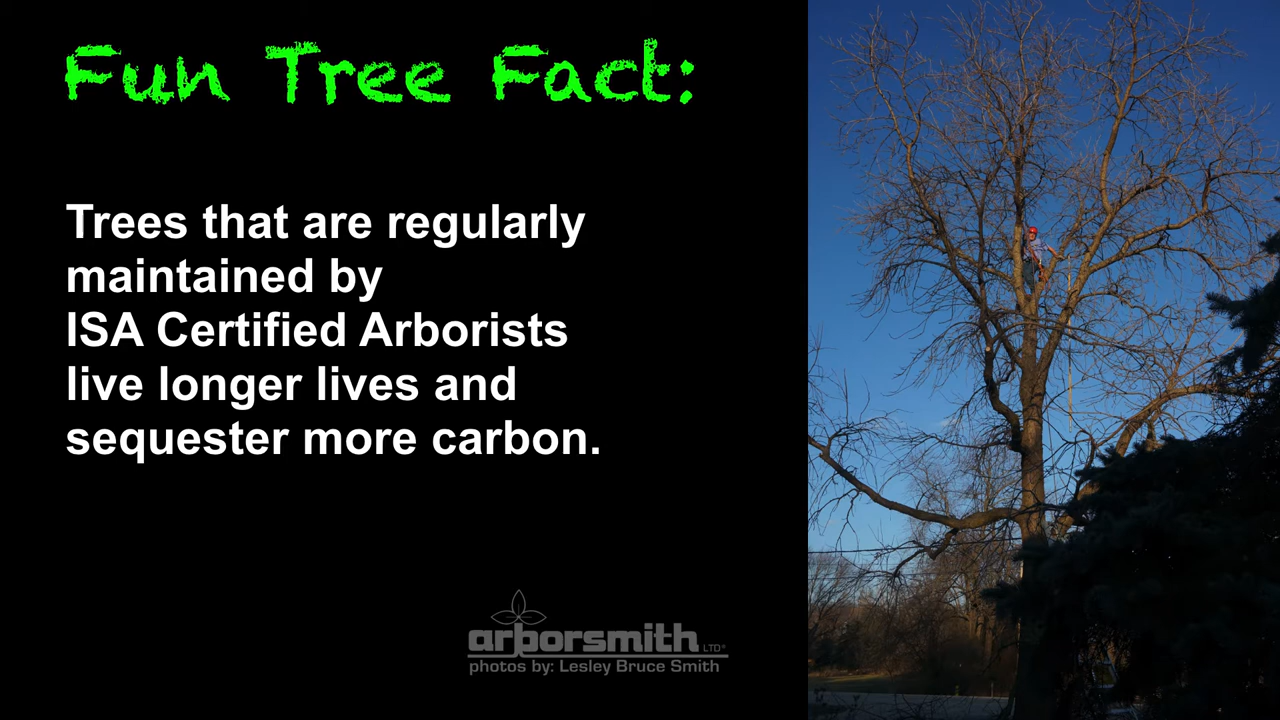 Fun Tree Fact:
Trees that are regularly
maintained by
ISA Certified Arborists
live longer lives and
sequester more carbon.
arborsmith LTD®
photos by: Lesley Bruce Smith